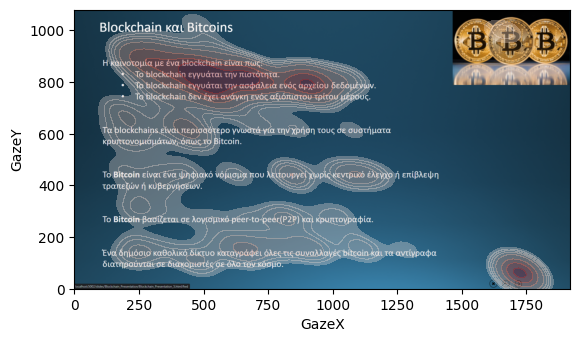 Blockchain και Bitcoins
Η καινοτομία με ένα blockchain είναι πως:
• Το blockchain εγγυάται την πιστότητα.
• Το blockchain εγγυάται την ασφάλεια ενός αρχείου δεδομένων.
• Το blockchain δεν έχει ανάγκη ενός αξιόπιστου τρίτου μέρους.
Τα blockchains είναι περισσότερο γνωστά για την χρήση τους σε συστήματα
κρυπτονομισμάτων, όπως το Bitcoin.
Το Bitcoin είναι ένα ψηφιακό νόμισμα που λειτουργεί χωρίς κεντρικό έλεγχο ή επίβλεψη
τραπεζών ή κυβερνήσεων.
Το Bitcoin βασίζεται σε λογισμικό peer-to-peer(P2P) και κρυπτογραφία.
Ένα δημόσιο καθολικό δίκτυο καταγράφει όλες τις συναλλαγές bitcoin και τα αντίγραφα
διατηρούνται σε διακομιστές σε όλο τον κόσμο.
GazeY
1000
800
600
400
200
0
0 250 500 750 1000 1250 1500 1750
GazeX